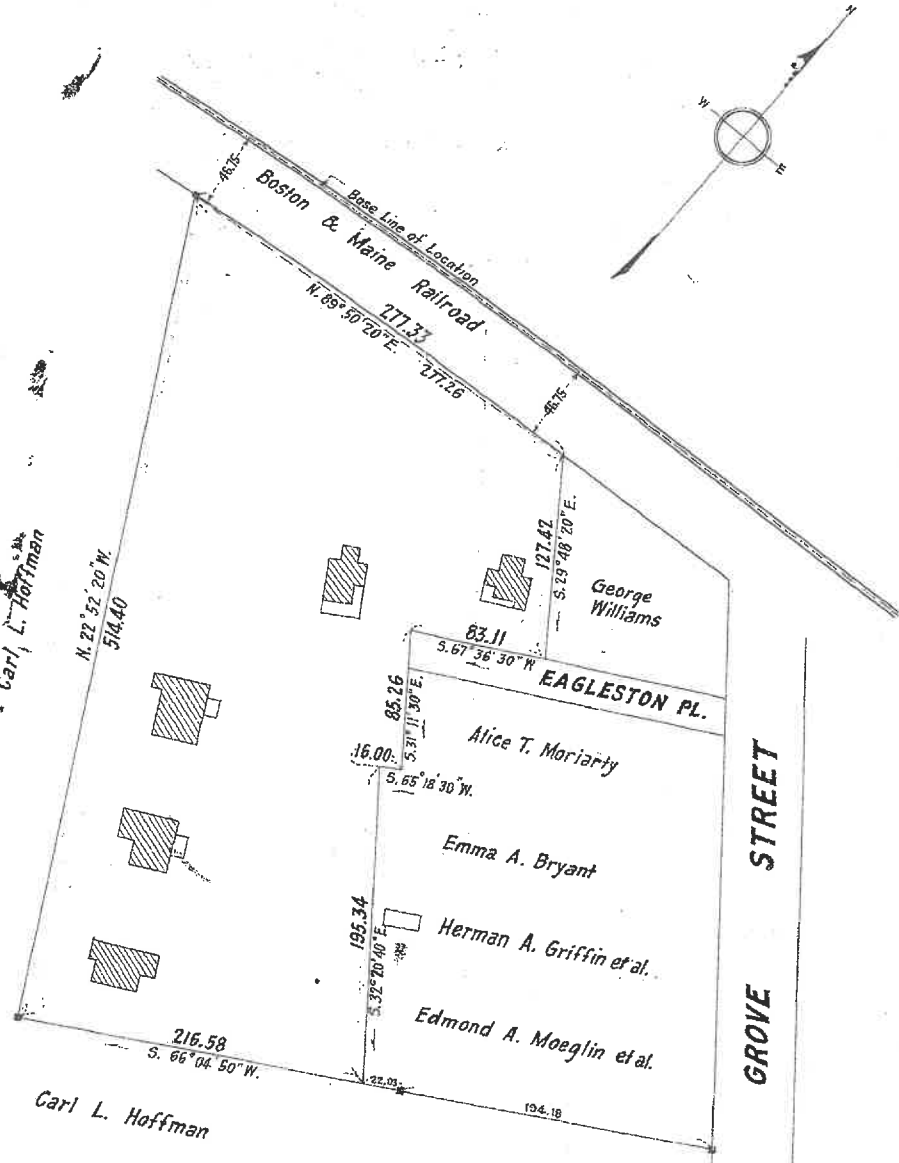 N
W
E
46.75
Boston & Maine Railroad
Base Line of Location
277.33
N. 89° 50' 20" E.
277.26
46.75
127.42
S. 29° 48' 20" E.
George
Williams
83.11
S. 67° 36' 30" W
EAGLESTON PL.
N. 22° 52' 20" W.
514.40
Carl L. Hoffman
85.26
S. 31° 11' 30" E.
Alice T. Moriarty
16.00
S. 65° 18' 30" W.
Emma A. Bryant
195.34
S. 32° 20' 40" E.
Herman A. Griffin et al.
Edmond A. Moeglin et al.
GROVE STREET
216.58
S. 66° 04' 50" W.
22.03
194.18
Carl L. Hoffman